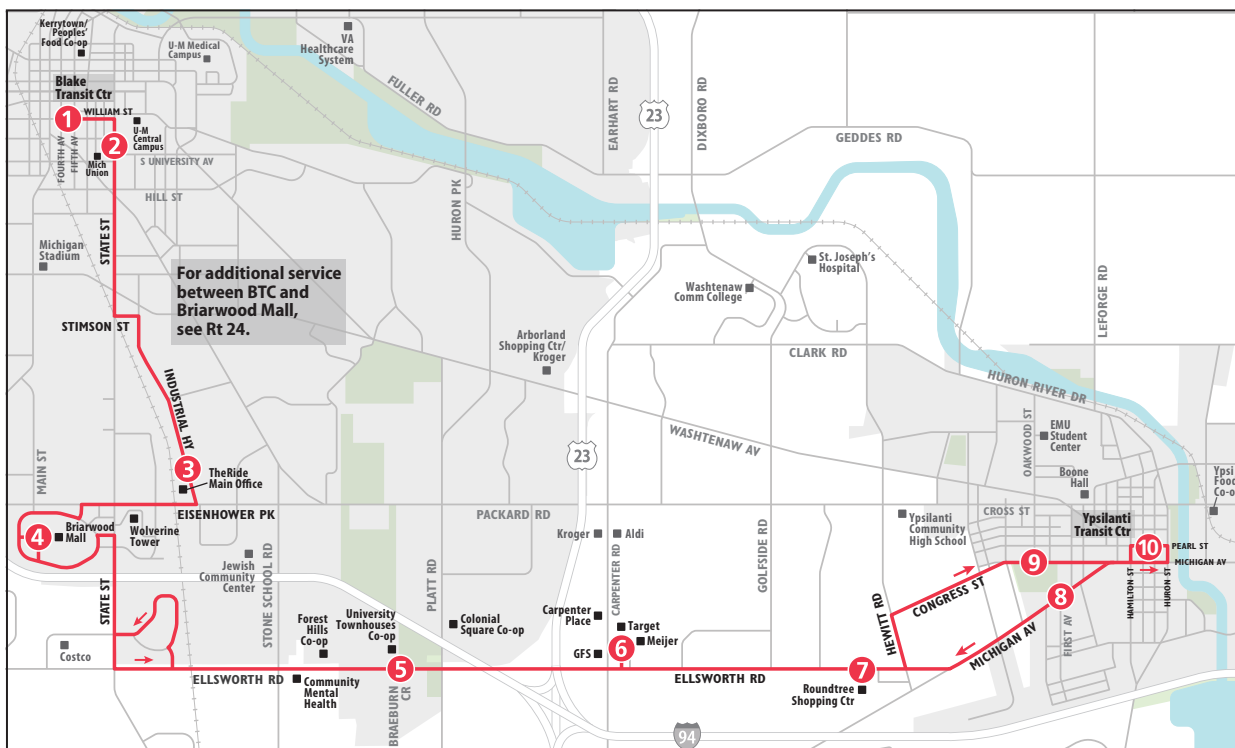 Kerrytown/
Peoples'
Food Co-op
U-M Medical
Campus
VA
Healthcare
System
FULLER RD
EARHART RD
23
DIXBORO RD
GEDDES RD
Blake
Transit Ctr
1
WILLIAM ST
2
U-M
Central
Campus
FOURTH AV
FIFTH AV
Mich
Union
S UNIVERSITY AV
HILL ST
HURON PK
STATE ST
Michigan
Stadium
For additional service
between BTC and
Briarwood Mall,
see Rt 24.
St. Joseph's
Hospital
Washtenaw
Comm College
LEFORGE RD
STIMSON ST
Arborland
Shopping Ctr/
Kroger
CLARK RD
HURON RIVER DR
INDUSTRIAL HY
WASHTENAW AV
23
OAKWOOD ST
EMU
Student
Center
MAIN ST
3
TheRide
Main Office
Boone
Hall
Ypsi
Food
Co-o
EISENHOWER PK
PACKARD RD
CROSS ST
4
Briarwood
Mall
Wolverine
Tower
Kroger
Aldi
Ypsilanti
Community
High School
Ypsilanti
Transit Ctr
10
PEARL ST
MICHIGAN AV
Jewish
Community
Center
STONE SCHOOL RD
PLATT RD
CARPENTER RD
GOLFSIDE RD
9
STATE ST
Forest
Hills
Co-op
University
Townhouses
Co-op
Colonial
Square Co-op
Carpenter
Place
Target
Meijer
6
GFS
HEWITT RD
CONGRESS ST
8
MICHIGAN AV
FIRST AV
HAMILTON ST
HURON ST
Costco
5
7
ELLSWORTH RD
Community
Mental
Health
BRAEBURN
CR
ELLSWORTH RD
Roundtree
Shopping Ctr
94